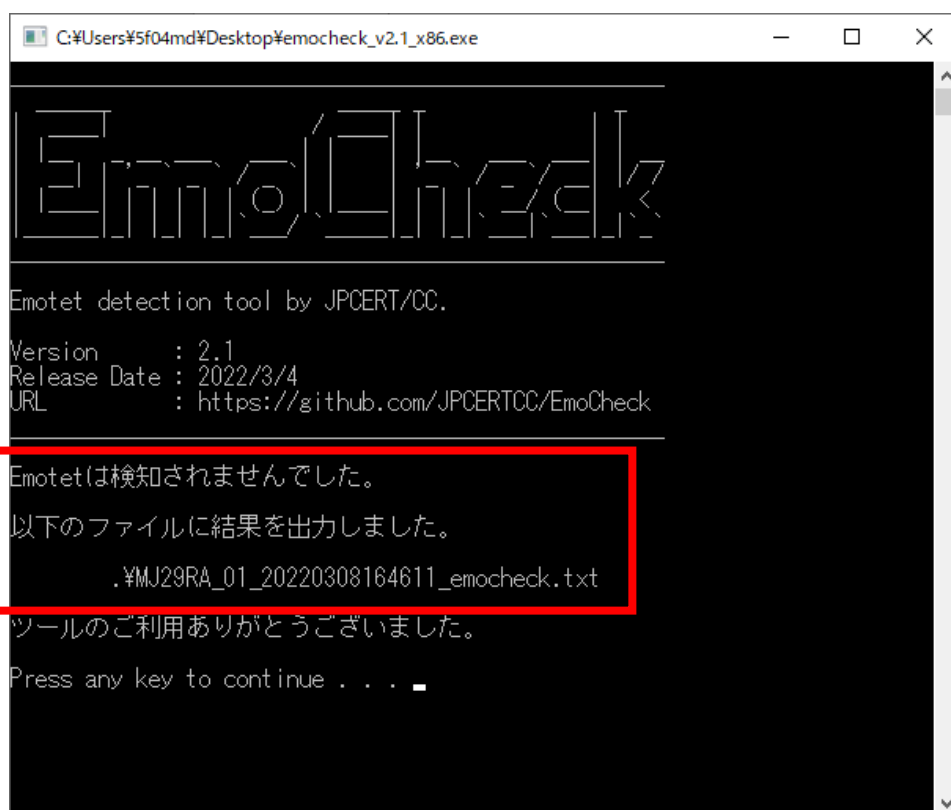 C:¥Users¥5f04md¥Desktop¥emocheck_v2.1_x86.exe
EmoCheck
Emotet detection tool by JPCERT/CC.
Version : 2.1
Release Date : 2022/3/4
URL : https://github.com/JPCERTCC/EmoCheck
Emotetは検知されませんでした。
以下のファイルに結果を出力しました。
.¥MJ29RA_01_20220308164611_emocheck.txt
ツールのご利用ありがとうございました。
Press any key to continue . . .